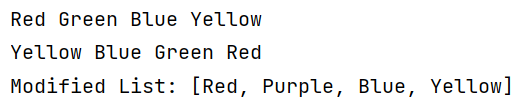 Red Green Blue Yellow
Yellow Blue Green Red
Modified List: [Red, Purple, Blue, Yellow]